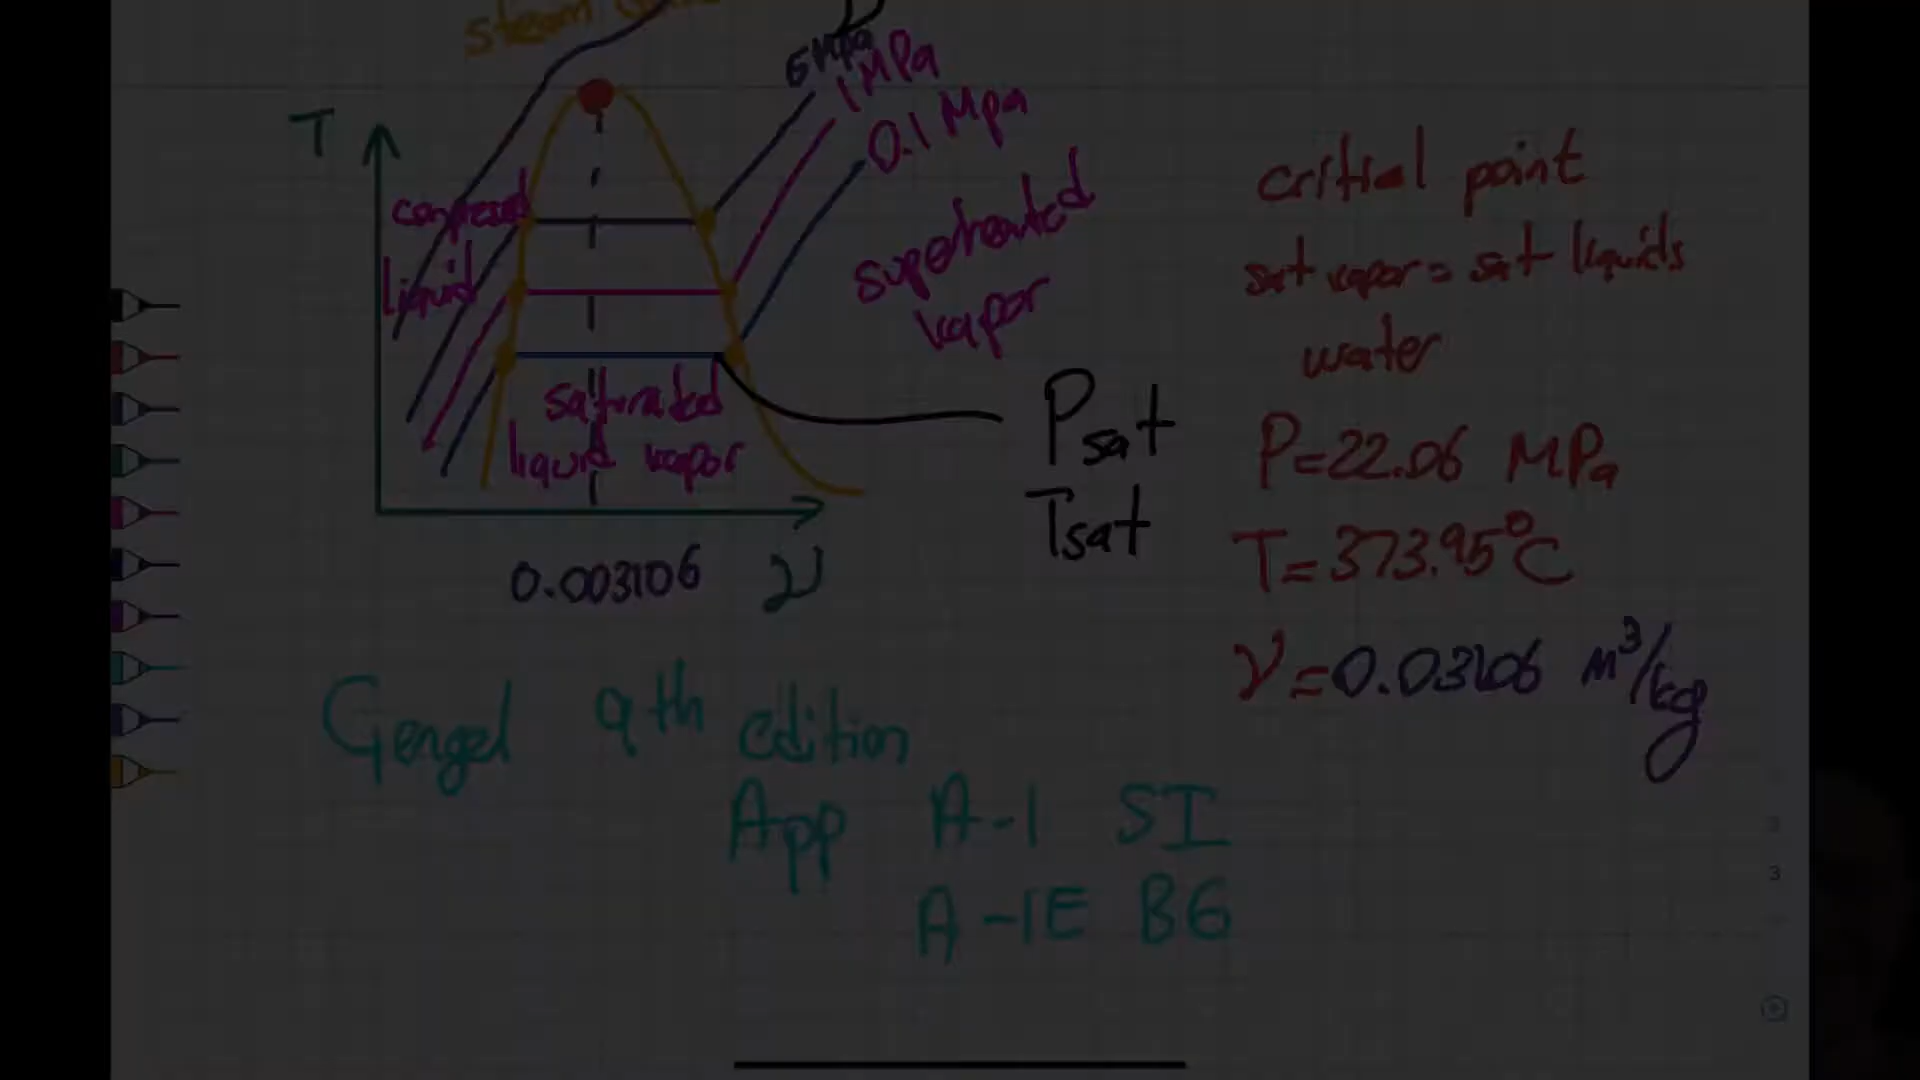 steam
5 Mpa
1 MPa
0.1 Mpa
T
compressed
liquid
superheated
vapor
saturated
liquid vapor
Psat
Tsat
0.003106
ν
critical point
sat vapor = sat liquids
water
P=22.06 MPa
T=373.95°C
ν=0.03106 m³/kg
Cengel 9th edition
App A-1 SI
A-1E BG
3